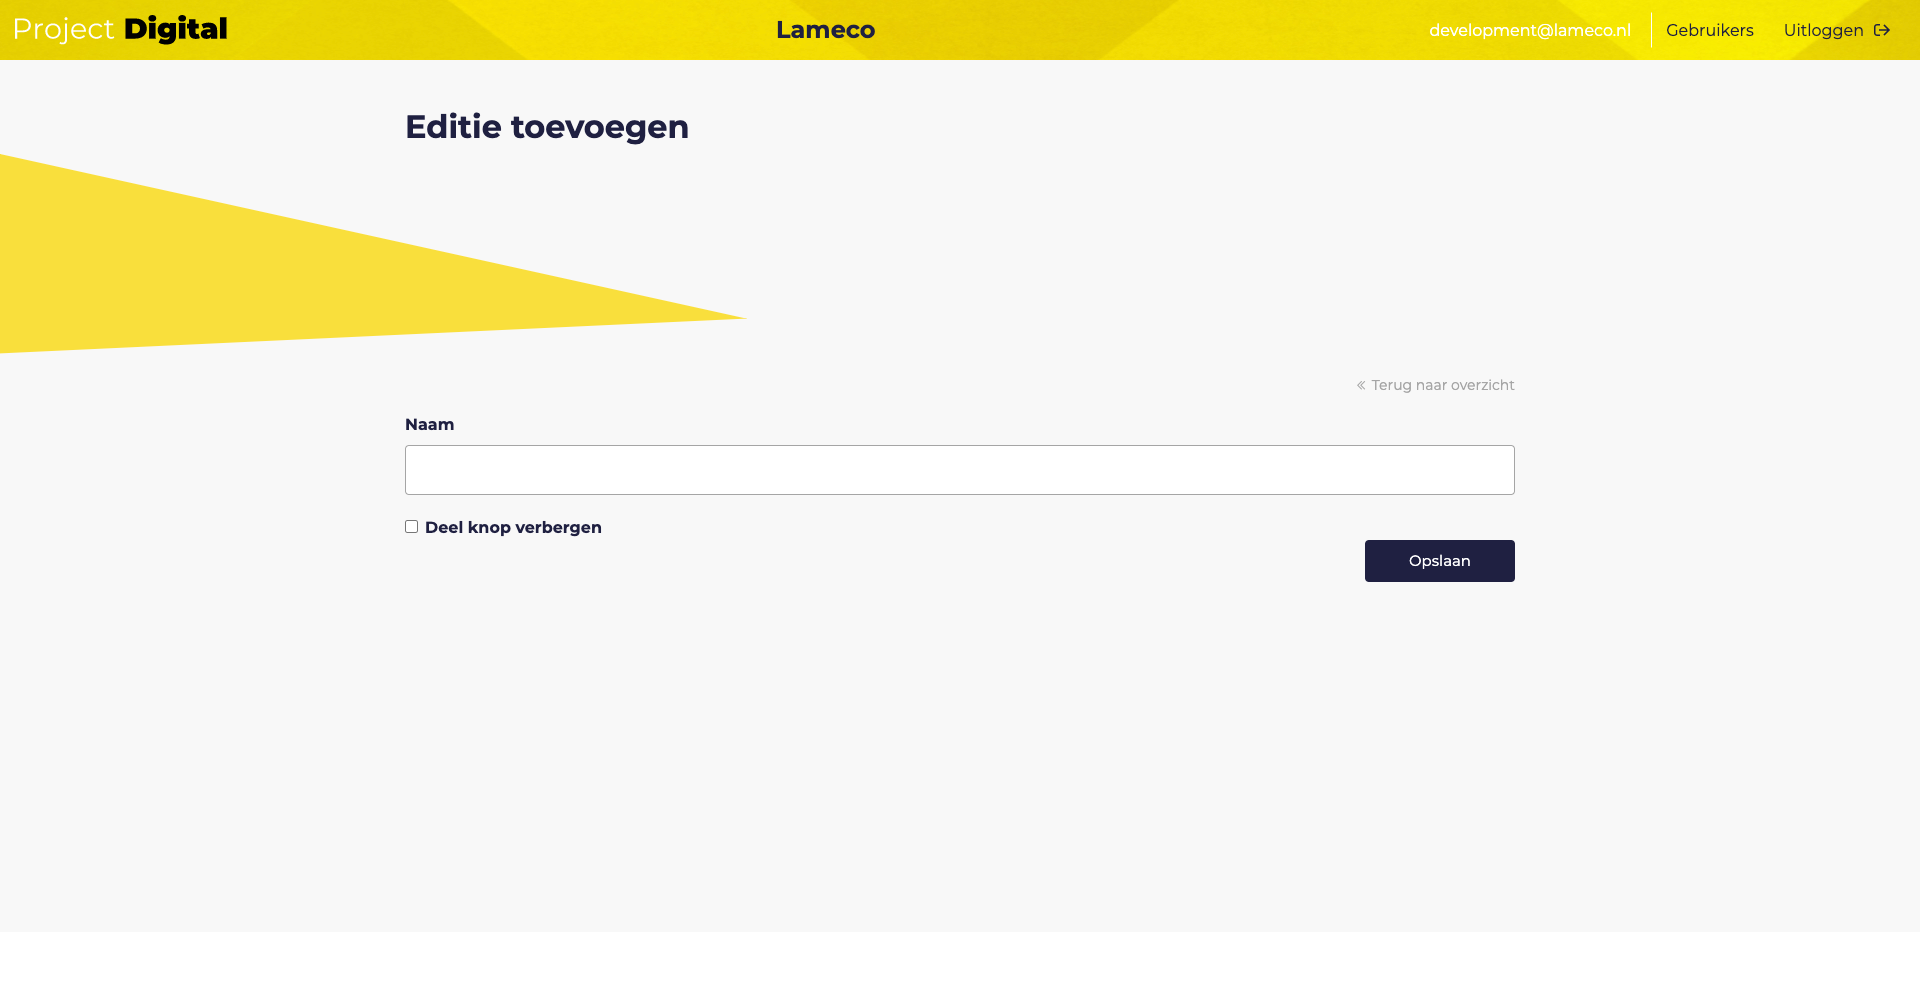 Project Digital
Lameco
development@lameco.nl
Gebruikers
Uitloggen
Editie toevoegen
« Terug naar overzicht
Naam
Deel knop verbergen
Opslaan